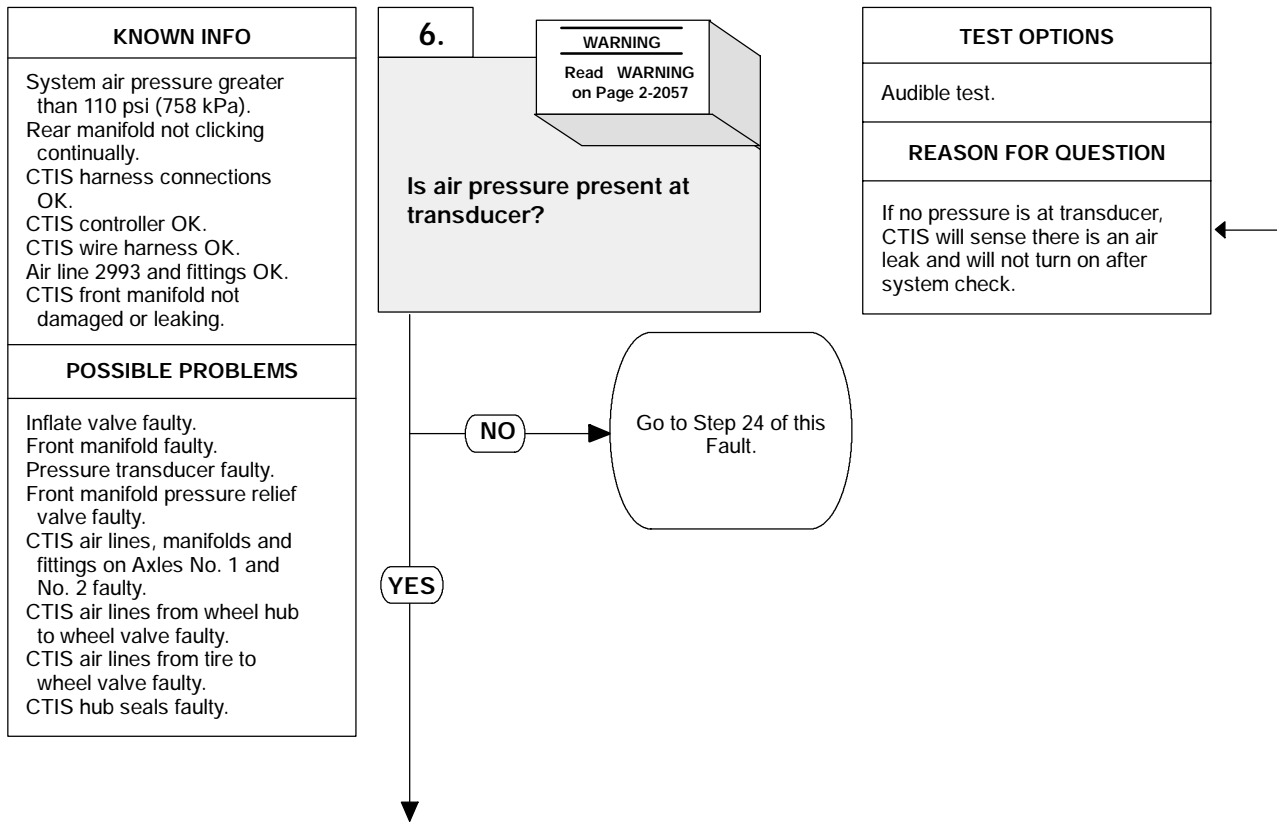 KNOWN INFO
System air pressure greater
than 110 psi (758 kPa).
Rear manifold not clicking
continually.
CTIS harness connections
OK.
CTIS controller OK.
CTIS wire harness OK.
Air line 2993 and fittings OK.
CTIS front manifold not
damaged or leaking.
POSSIBLE PROBLEMS
Inflate valve faulty.
Front manifold faulty.
Pressure transducer faulty.
Front manifold pressure relief
valve faulty.
CTIS air lines, manifolds and
fittings on Axles No. 1 and
No. 2 faulty.
CTIS air lines from wheel hub
to wheel valve faulty.
CTIS air lines from tire to
wheel valve faulty.
CTIS hub seals faulty.
6.
WARNING
Read WARNING
on Page 2-2057
Is air pressure present at
transducer?
NO
Go to Step 24 of this
Fault.
YES
TEST OPTIONS
Audible test.
REASON FOR QUESTION
If no pressure is at transducer,
CTIS will sense there is an air
leak and will not turn on after
system check.